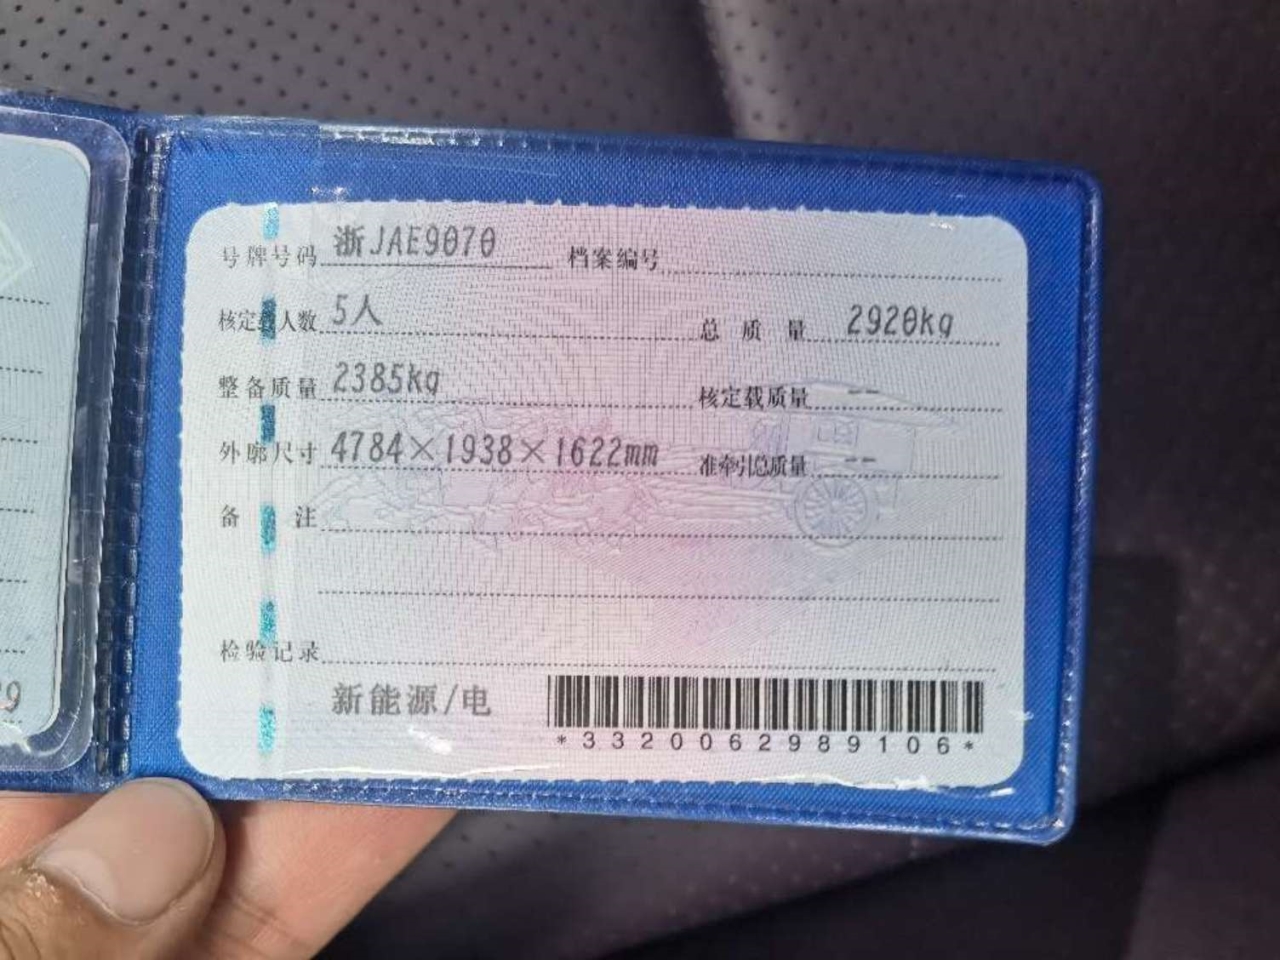 号牌号码 浙JAE9070 档案编号
核定载人数 5人 总质量 2920kg
整备质量 2385kg 核定载质量 --
外廓尺寸 4784×1938×1622mm 准牵引总质量 --
备注
检验记录
新能源/电
*3320062989106*
9